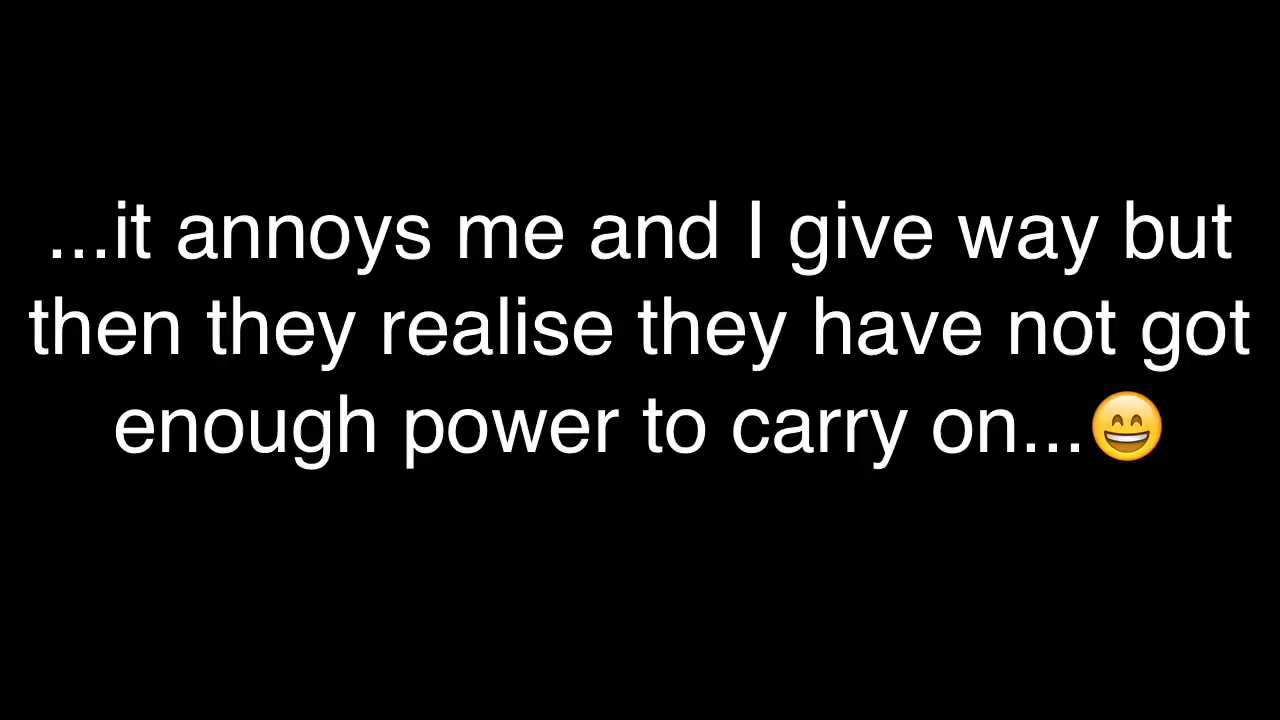 ...it annoys me and I give way but
then they realise they have not got
enough power to carry on...😄